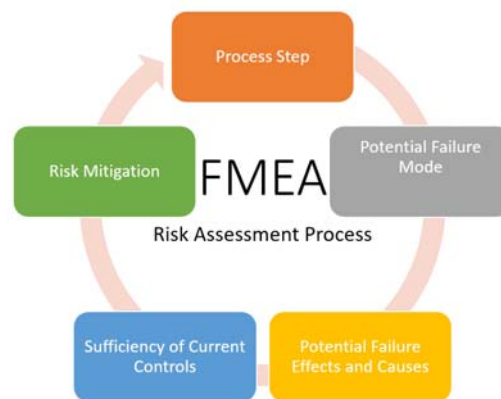 Process Step
Potential Failure
Mode
Risk Mitigation
FMEA
Risk Assessment Process
Sufficiency of Current
Controls
Potential Failure
Effects and Causes